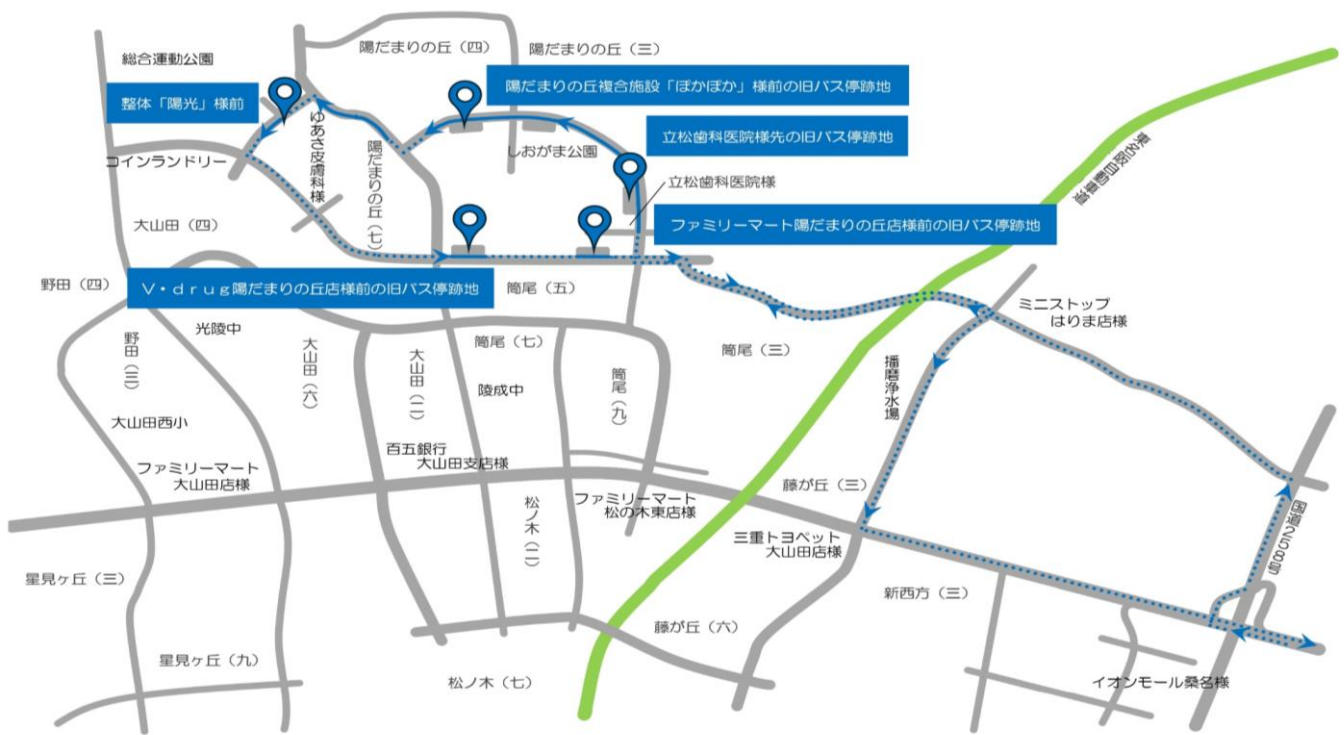 総合運動公園
陽だまりの丘（四）
陽だまりの丘（三）
整体「陽光」様前
陽だまりの丘複合施設「ぽかぽか」様前の旧バス停跡地
コインランドリー
ゆあさ皮膚科様
陽だまりの丘（七）
しおがま公園
立松歯科医院様先の旧バス停跡地
立松歯科医院様
東名阪自動車道
大山田（四）
ファミリーマート陽だまりの丘店様前の旧バス停跡地
野田（四）
V・drug陽だまりの丘店様前の旧バス停跡地
筒尾（五）
ミニストップ
はりま店様
光陵中
野田（三）
大山田（六）
大山田（二）
筒尾（七）
陵成中
筒尾（九）
筒尾（三）
播磨浄水場
大山田西小
百五銀行
大山田支店様
ファミリーマート
大山田店様
松ノ木（二）
ファミリーマート
松の木東店様
藤が丘（三）
三重トヨペット
大山田店様
国道258号
星見ヶ丘（三）
新西方（三）
藤が丘（六）
星見ヶ丘（九）
松ノ木（七）
イオンモール桑名様